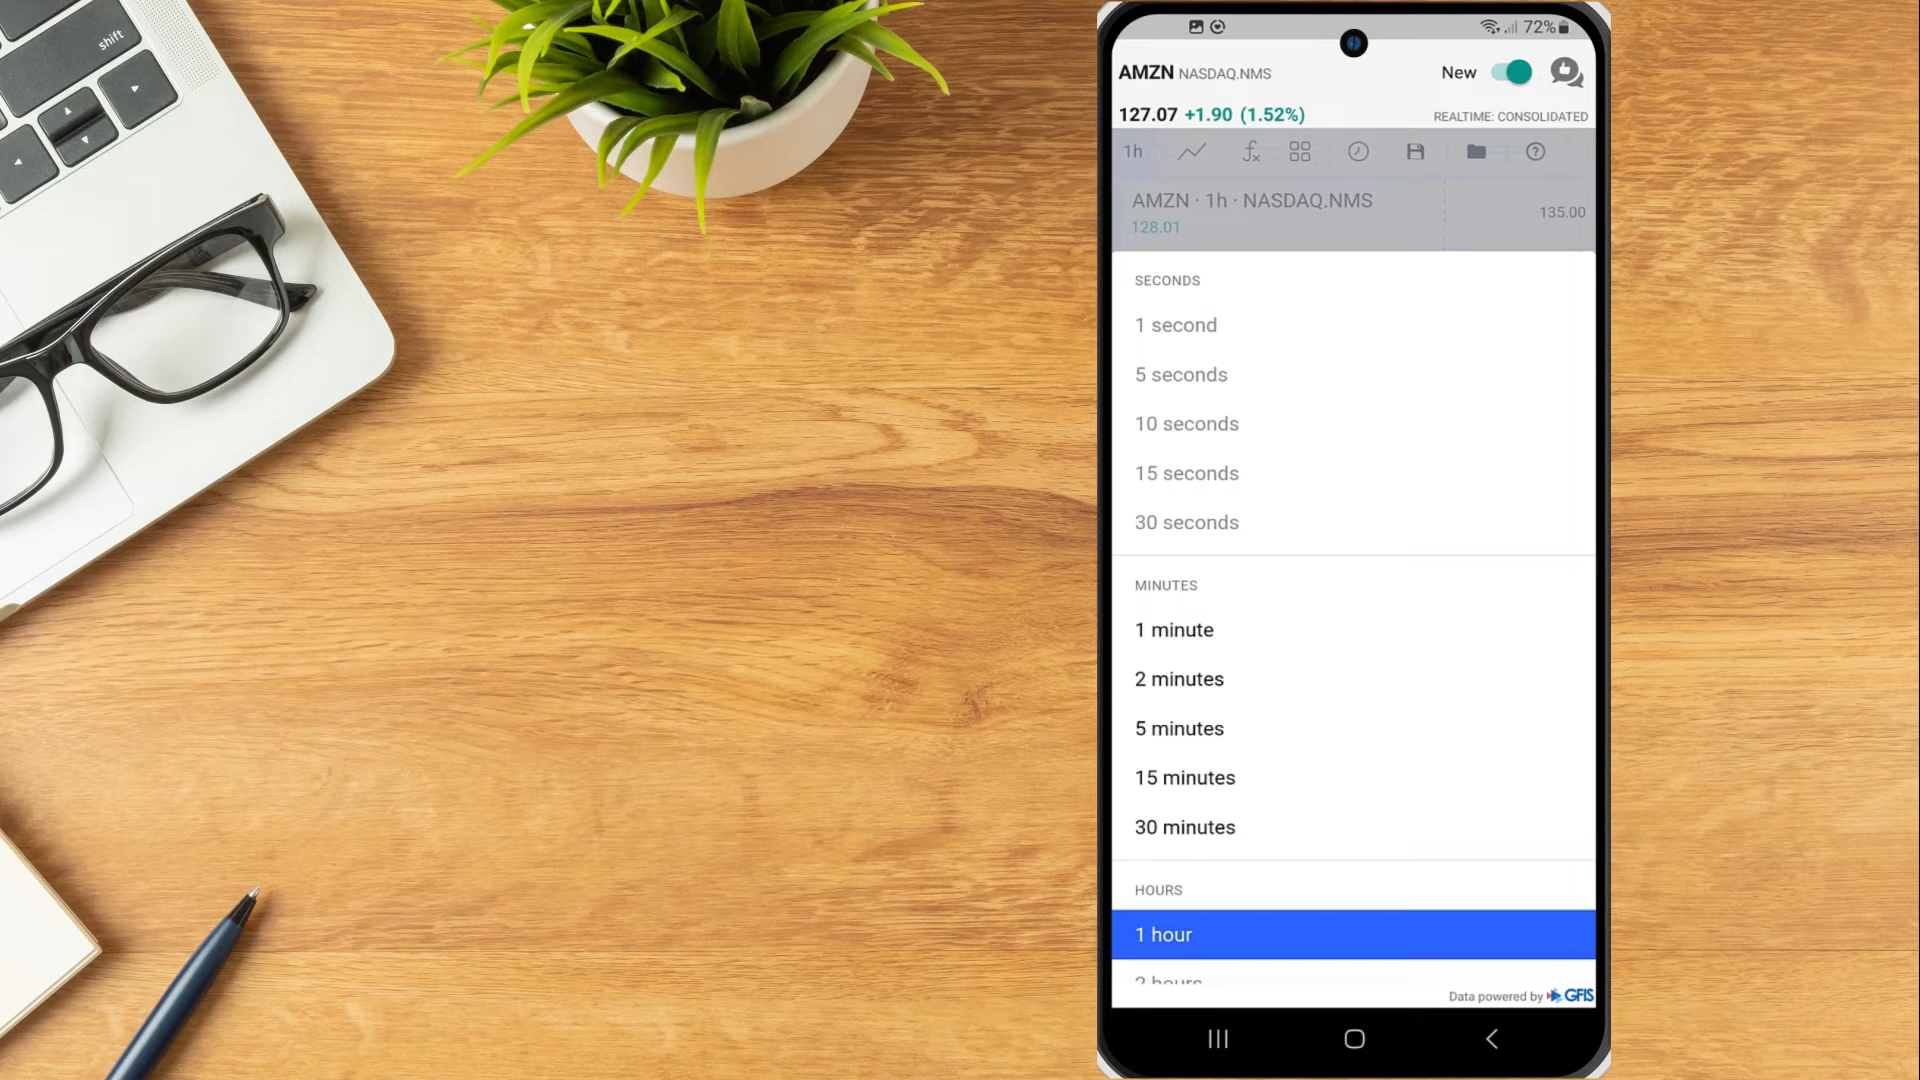 shift
72%
AMZN NASDAQ.NMS
New
127.07 +1.90 (1.52%)
REALTIME: CONSOLIDATED
1h
AMZN · 1h · NASDAQ.NMS
128.01
135.00
SECONDS
1 second
5 seconds
10 seconds
15 seconds
30 seconds
MINUTES
1 minute
2 minutes
5 minutes
15 minutes
30 minutes
HOURS
1 hour
2 hours
Data powered by GFIS